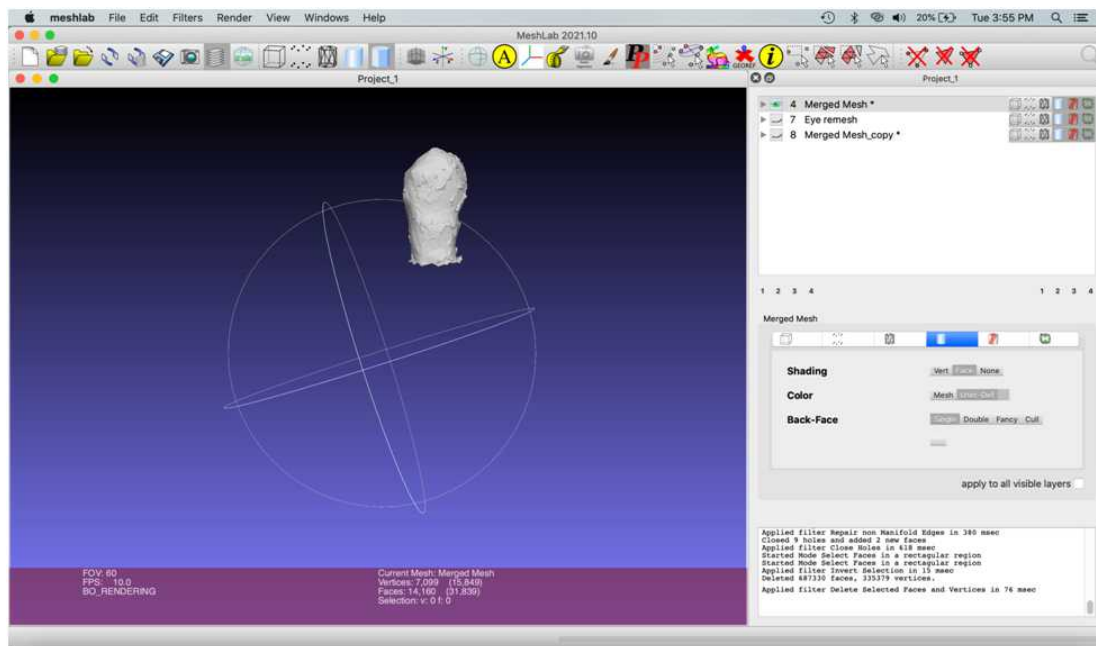 meshlab File Edit Filters Render View Windows Help 20% Tue 3:55 PM
MeshLab 2021.10
A Pp GEOREF i
Project_1 Project_1
4 Merged Mesh *
7 Eye remesh
8 Merged Mesh_copy *
1 2 3 4 1 2 3 4
Merged Mesh
Shading Vert Face None
Color Mesh User-Def
Back-Face Single Double Fancy Cull
apply to all visible layers
Applied filter Repair non Manifold Edges in 380 msec
Closed 9 holes and added 2 new faces
Applied filter Close Holes in 618 msec
Started Mode Select Faces in a rectagular region
Started Mode Select Faces in a rectagular region
Applied filter Invert Selection in 15 msec
Deleted 687330 faces, 335379 vertices.
Applied filter Delete Selected Faces and Vertices in 76 msec
FOV: 60
FPS: 10.0
BO_RENDERING
Current Mesh: Merged Mesh
Vertices: 7,099 (15,849)
Faces: 14,160 (31,839)
Selection: v: 0 f: 0